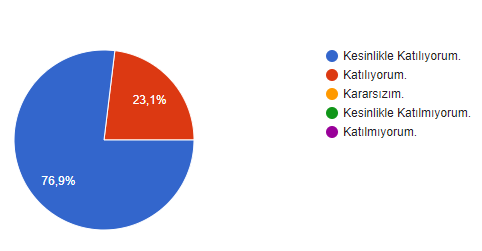 Kesinlikle Katılıyorum.
Katılıyorum.
Kararsızım.
Kesinlikle Katılmıyorum.
Katılmıyorum.
23,1%
76,9%